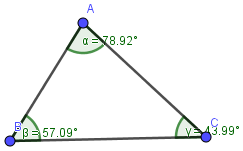 A
α = 78.92°
B
β = 57.09°
C
γ = 43.99°